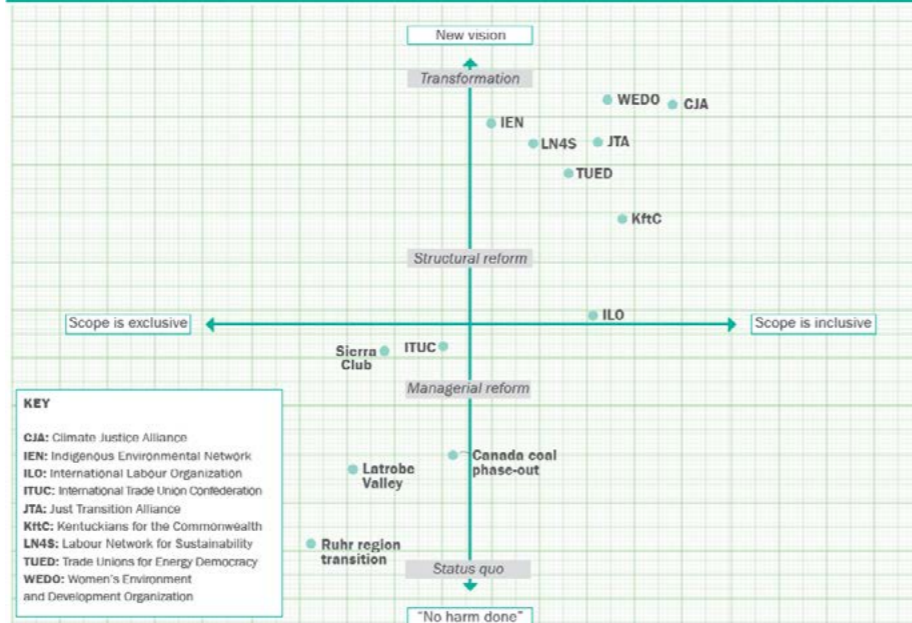 New vision
Transformation
WEDO
CJA
IEN
LN4S
JTA
TUED
KftC
Structural reform
ILO
Scope is exclusive
Scope is inclusive
Sierra
Club
ITUC
Managerial reform
Canada coal
phase-out
Latrobe
Valley
Ruhr region
transition
Status quo
"No harm done"
KEY
CJA: Climate Justice Alliance
IEN: Indigenous Environmental Network
ILO: International Labour Organization
ITUC: International Trade Union Confederation
JTA: Just Transition Alliance
KftC: Kentuckians for the Commonwealth
LN4S: Labour Network for Sustainability
TUED: Trade Unions for Energy Democracy
WEDO: Women's Environment
and Development Organization